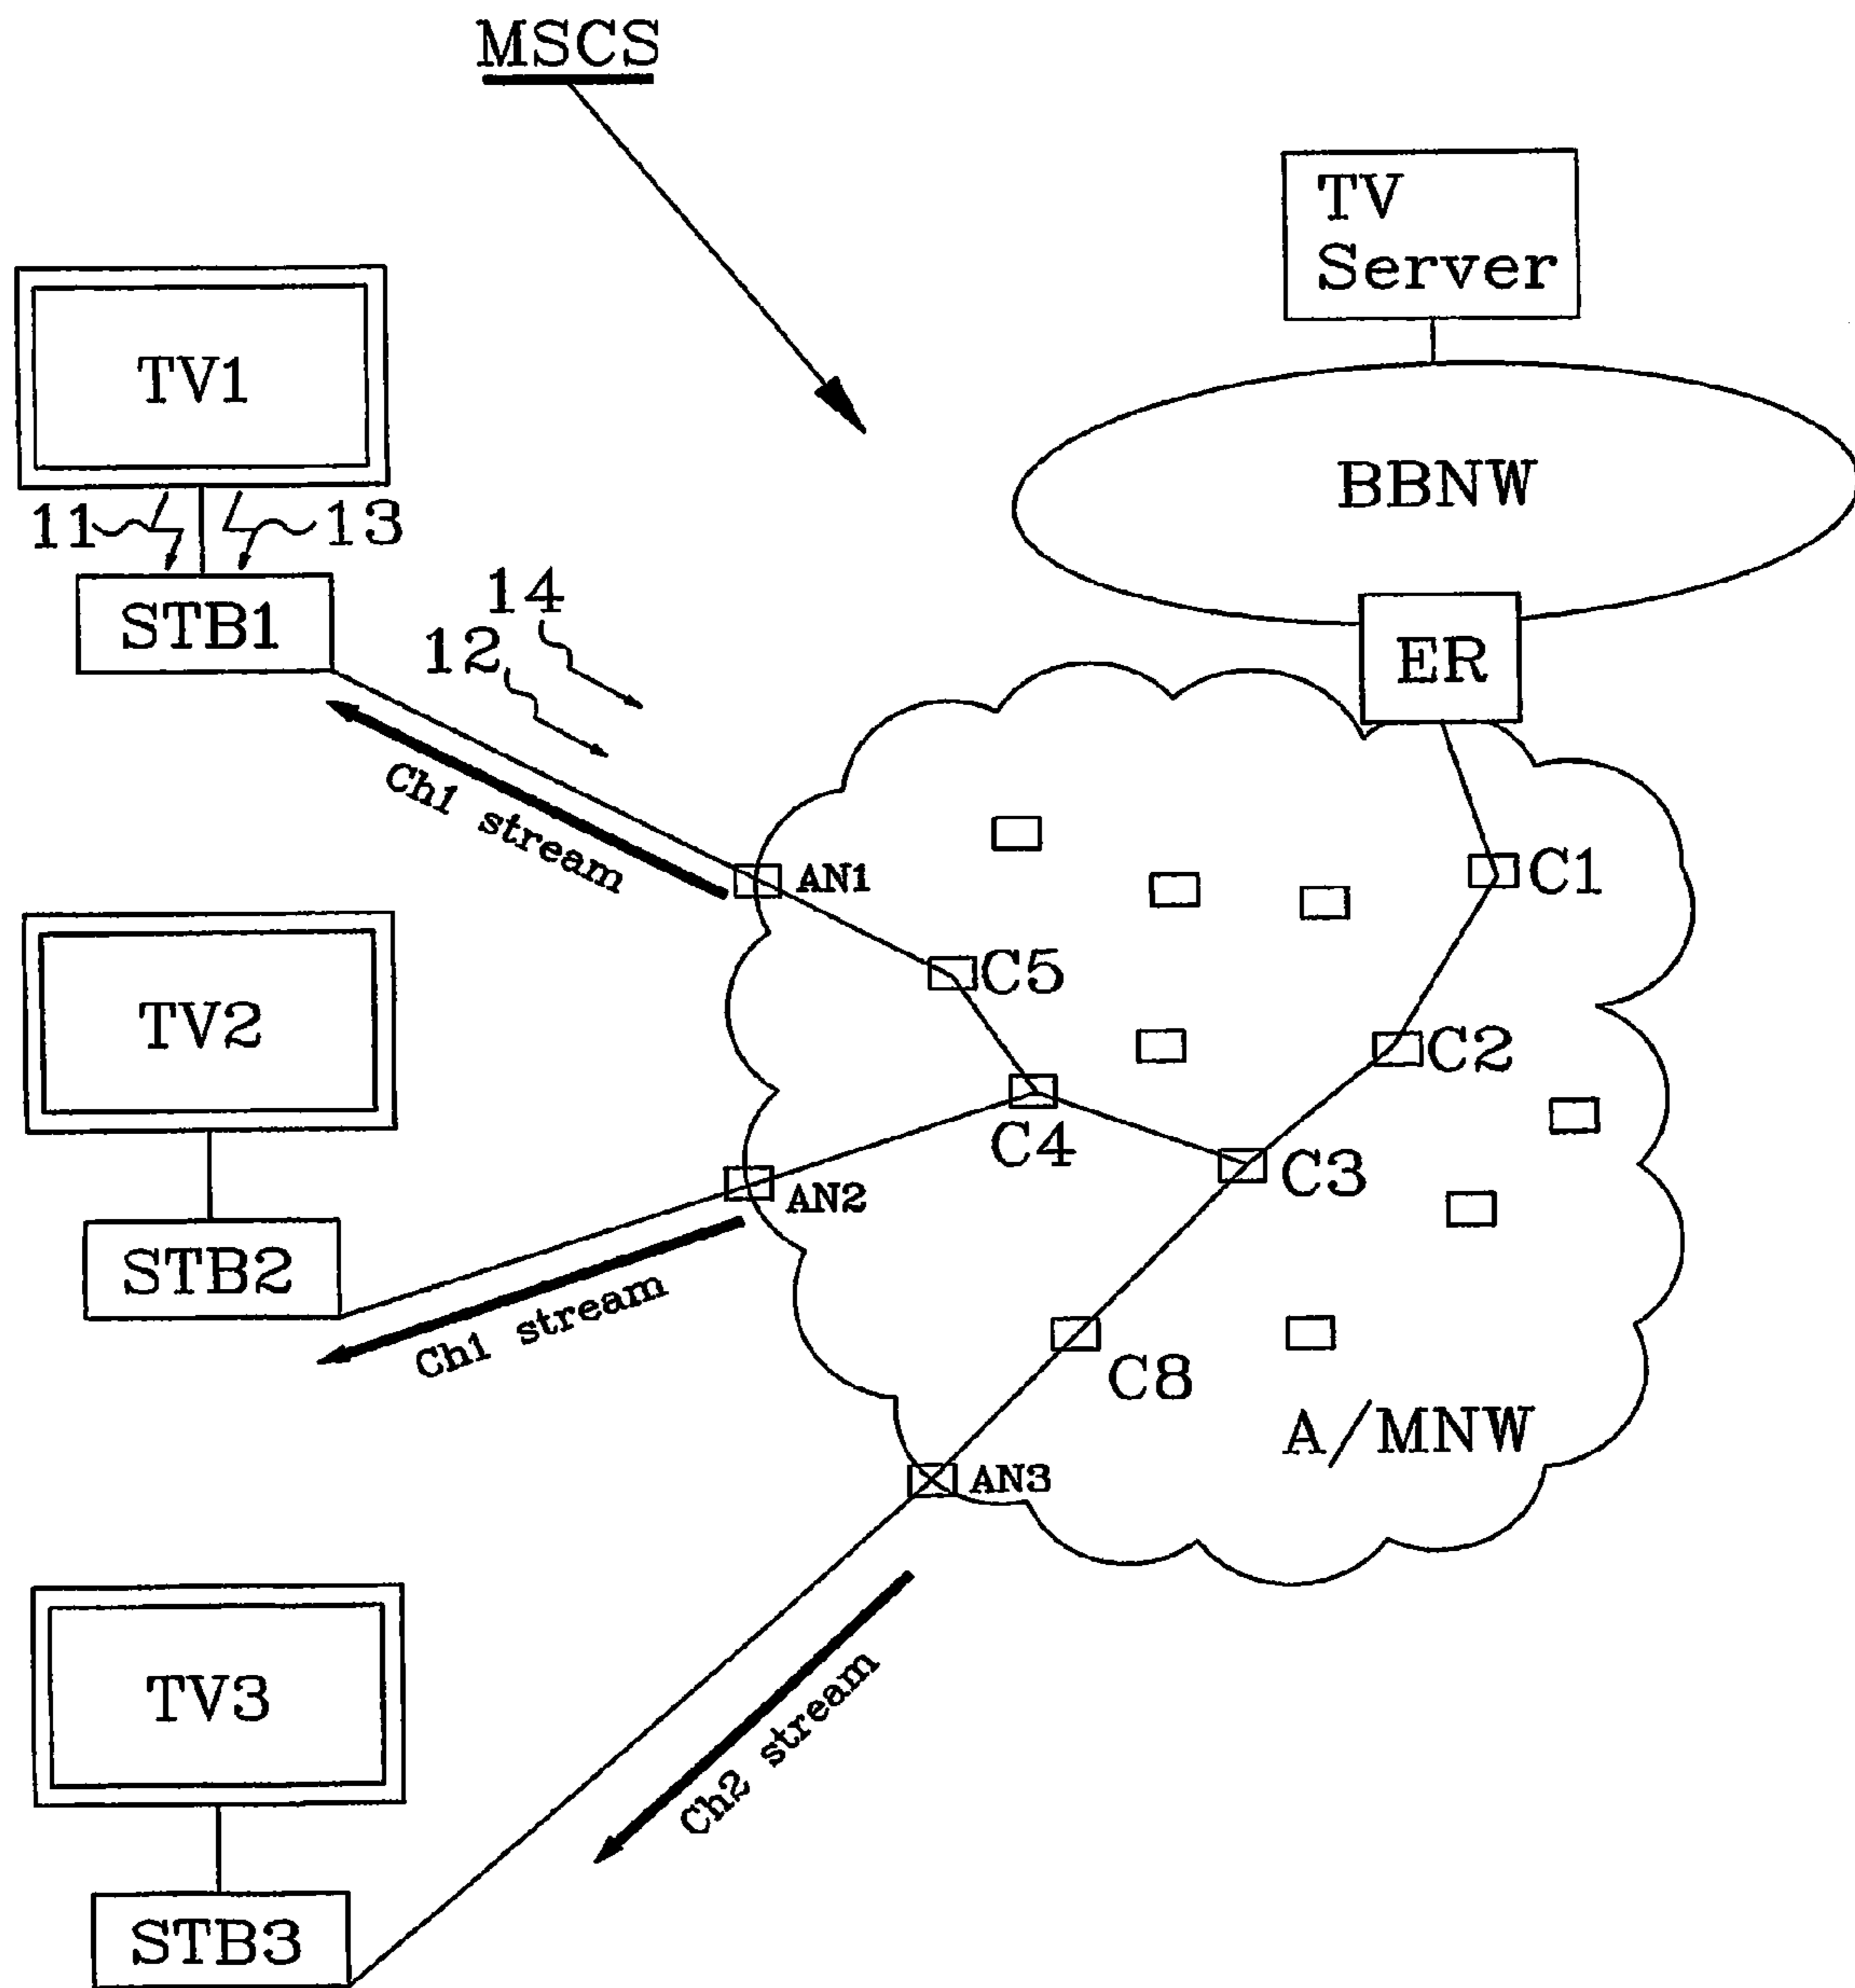 MSCS
TV
Server
TV1
BBNW
11
13
STB1
14
12
ER
Ch1 stream
AN1
C1
C5
TV2
C2
C4
C3
AN2
STB2
Ch1 stream
C8
A/MNW
AN3
TV3
Ch2 stream
STB3